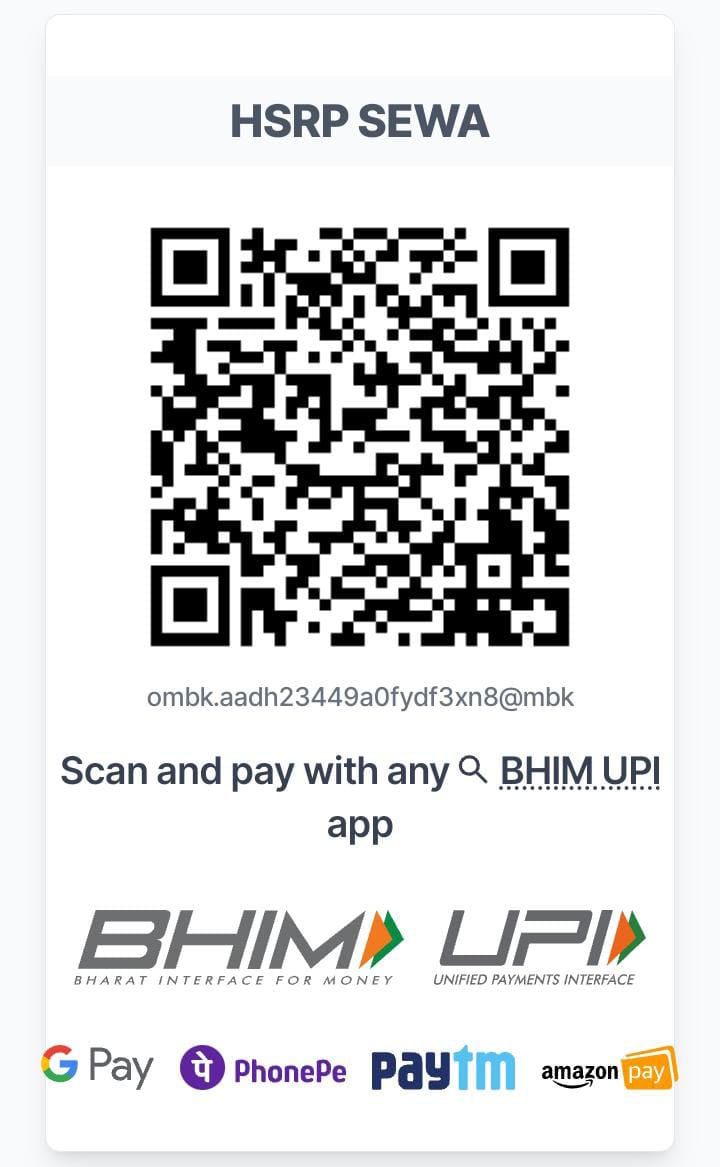 HSRP SEWA
ombk.aadh23449a0fydf3xn8@mbk
Scan and pay with any BHIM UPI
app
BHIM UPI
BHARAT INTERFACE FOR MONEY UNIFIED PAYMENTS INTERFACE
G Pay पे PhonePe paytm amazon pay